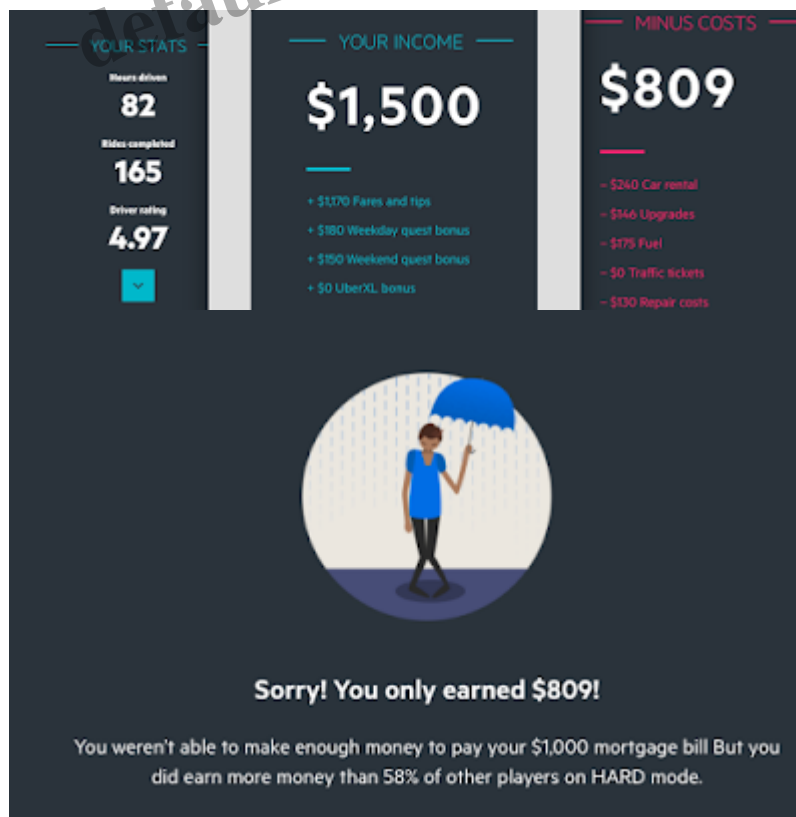 YOUR STATS
Hours driven
82
Rides completed
165
Driver rating
4.97
YOUR INCOME
$1,500
+ $1,170 Fares and tips
+ $180 Weekday quest bonus
+ $150 Weekend quest bonus
+ $0 UberXL bonus
MINUS COSTS
$809
– $240 Car rental
– $146 Upgrades
– $175 Fuel
– $0 Traffic tickets
– $130 Repair costs
Sorry! You only earned $809!
You weren't able to make enough money to pay your $1,000 mortgage bill But you
did earn more money than 58% of other players on HARD mode.